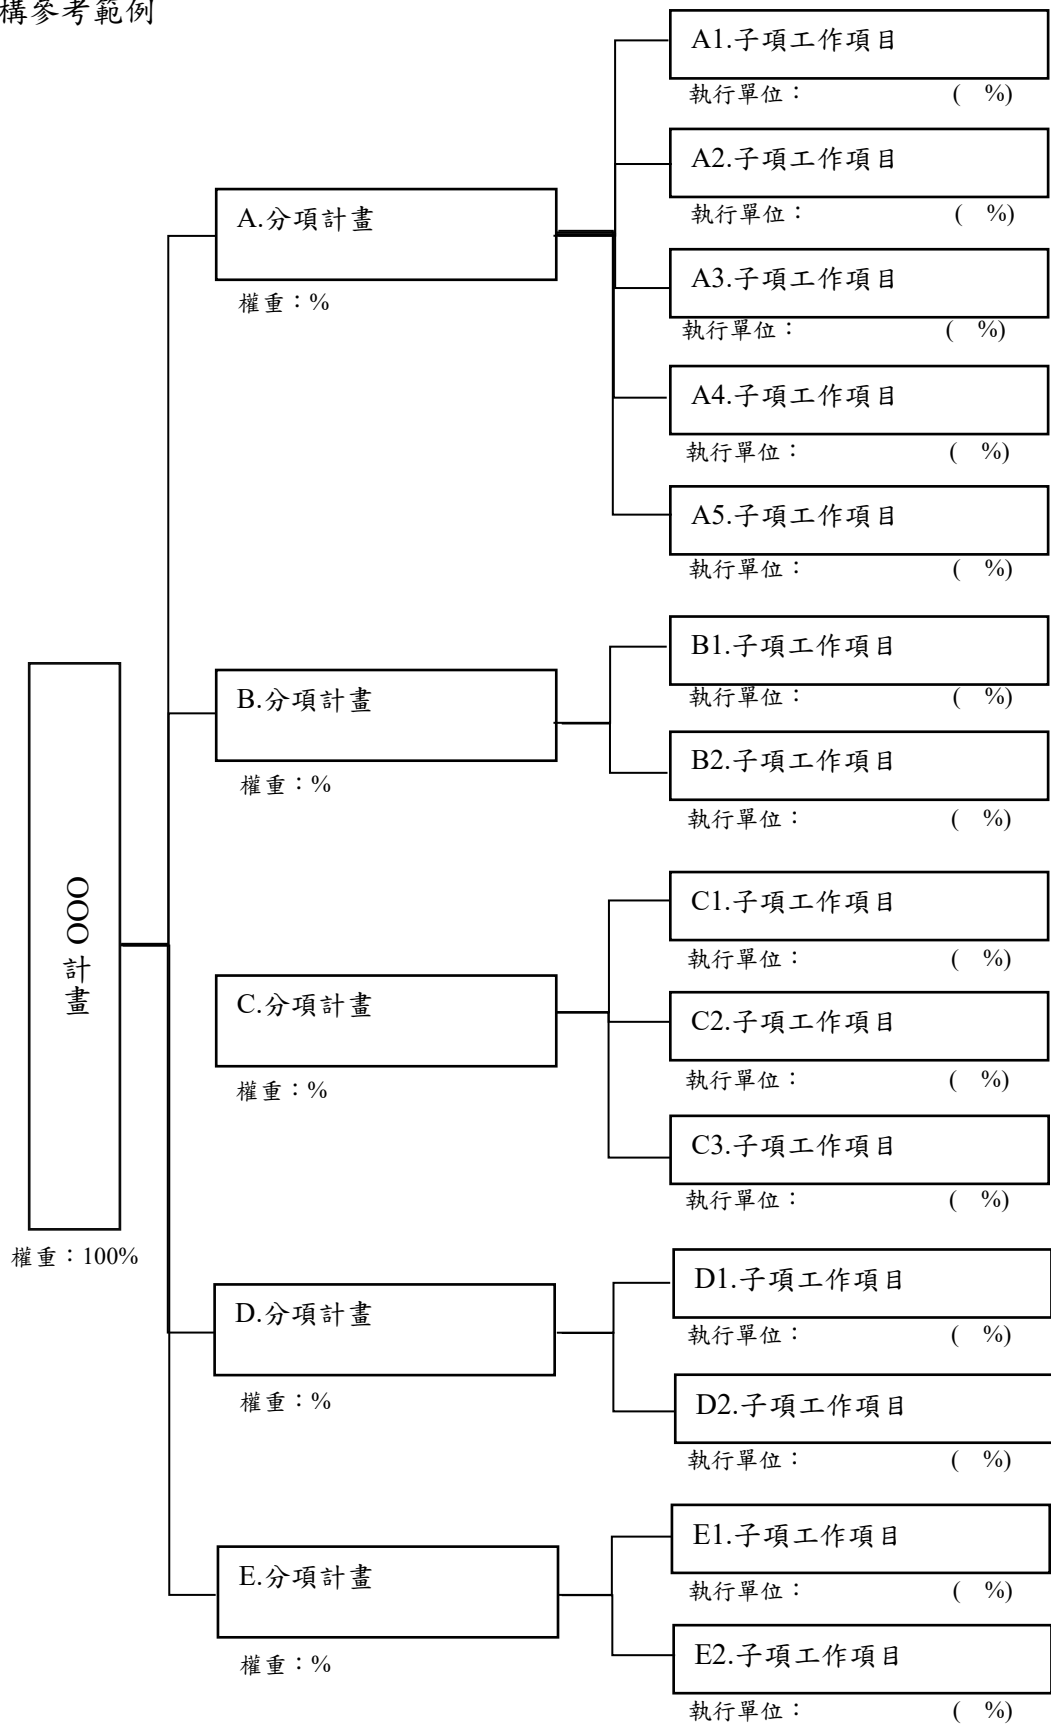 構參考範例
A1.子項工作項目
執行單位：　　　(　%)
A2.子項工作項目
執行單位：　　　(　%)
A.分項計畫
權重：%
A3.子項工作項目
執行單位：　　　(　%)
A4.子項工作項目
執行單位：　　　(　%)
A5.子項工作項目
執行單位：　　　(　%)
B.分項計畫
權重：%
B1.子項工作項目
執行單位：　　　(　%)
B2.子項工作項目
執行單位：　　　(　%)
OOO 計畫
權重：100%
C.分項計畫
權重：%
C1.子項工作項目
執行單位：　　　(　%)
C2.子項工作項目
執行單位：　　　(　%)
C3.子項工作項目
執行單位：　　　(　%)
D.分項計畫
權重：%
D1.子項工作項目
執行單位：　　　(　%)
D2.子項工作項目
執行單位：　　　(　%)
E.分項計畫
權重：%
E1.子項工作項目
執行單位：　　　(　%)
E2.子項工作項目
執行單位：　　　(　%)